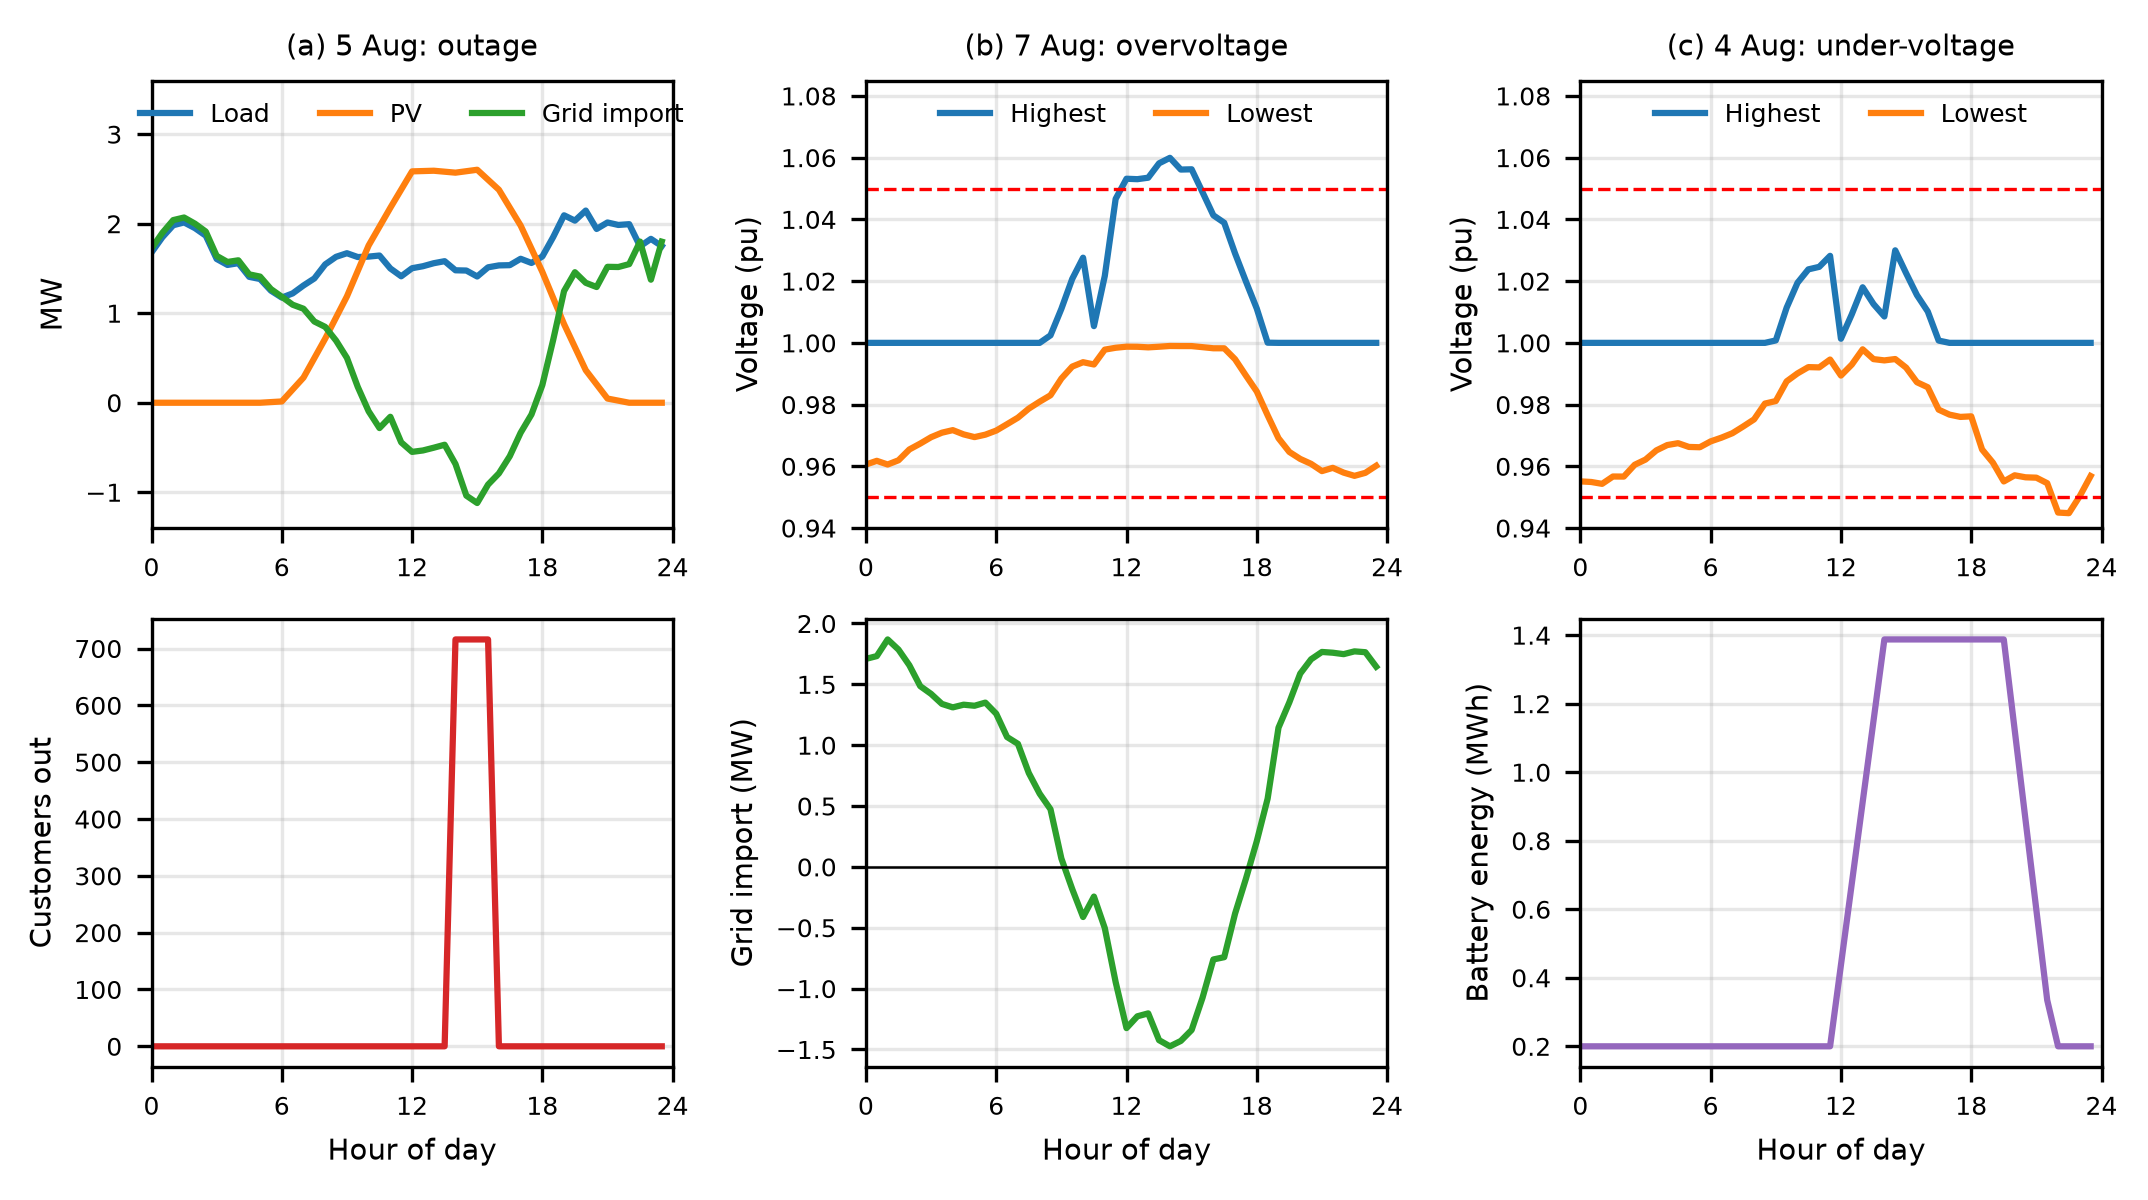 (a) 5 Aug: outage
Load PV Grid import
MW
3
2
1
0
−1
0 6 12 18 24
(b) 7 Aug: overvoltage
Highest Lowest
Voltage (pu)
1.08
1.06
1.04
1.02
1.00
0.98
0.96
0.94
0 6 12 18 24
(c) 4 Aug: under-voltage
Highest Lowest
Voltage (pu)
1.08
1.06
1.04
1.02
1.00
0.98
0.96
0.94
0 6 12 18 24
Customers out
700
600
500
400
300
200
100
0
0 6 12 18 24
Hour of day
Grid import (MW)
2.0
1.5
1.0
0.5
0.0
−0.5
−1.0
−1.5
0 6 12 18 24
Hour of day
Battery energy (MWh)
1.4
1.2
1.0
0.8
0.6
0.4
0.2
0 6 12 18 24
Hour of day